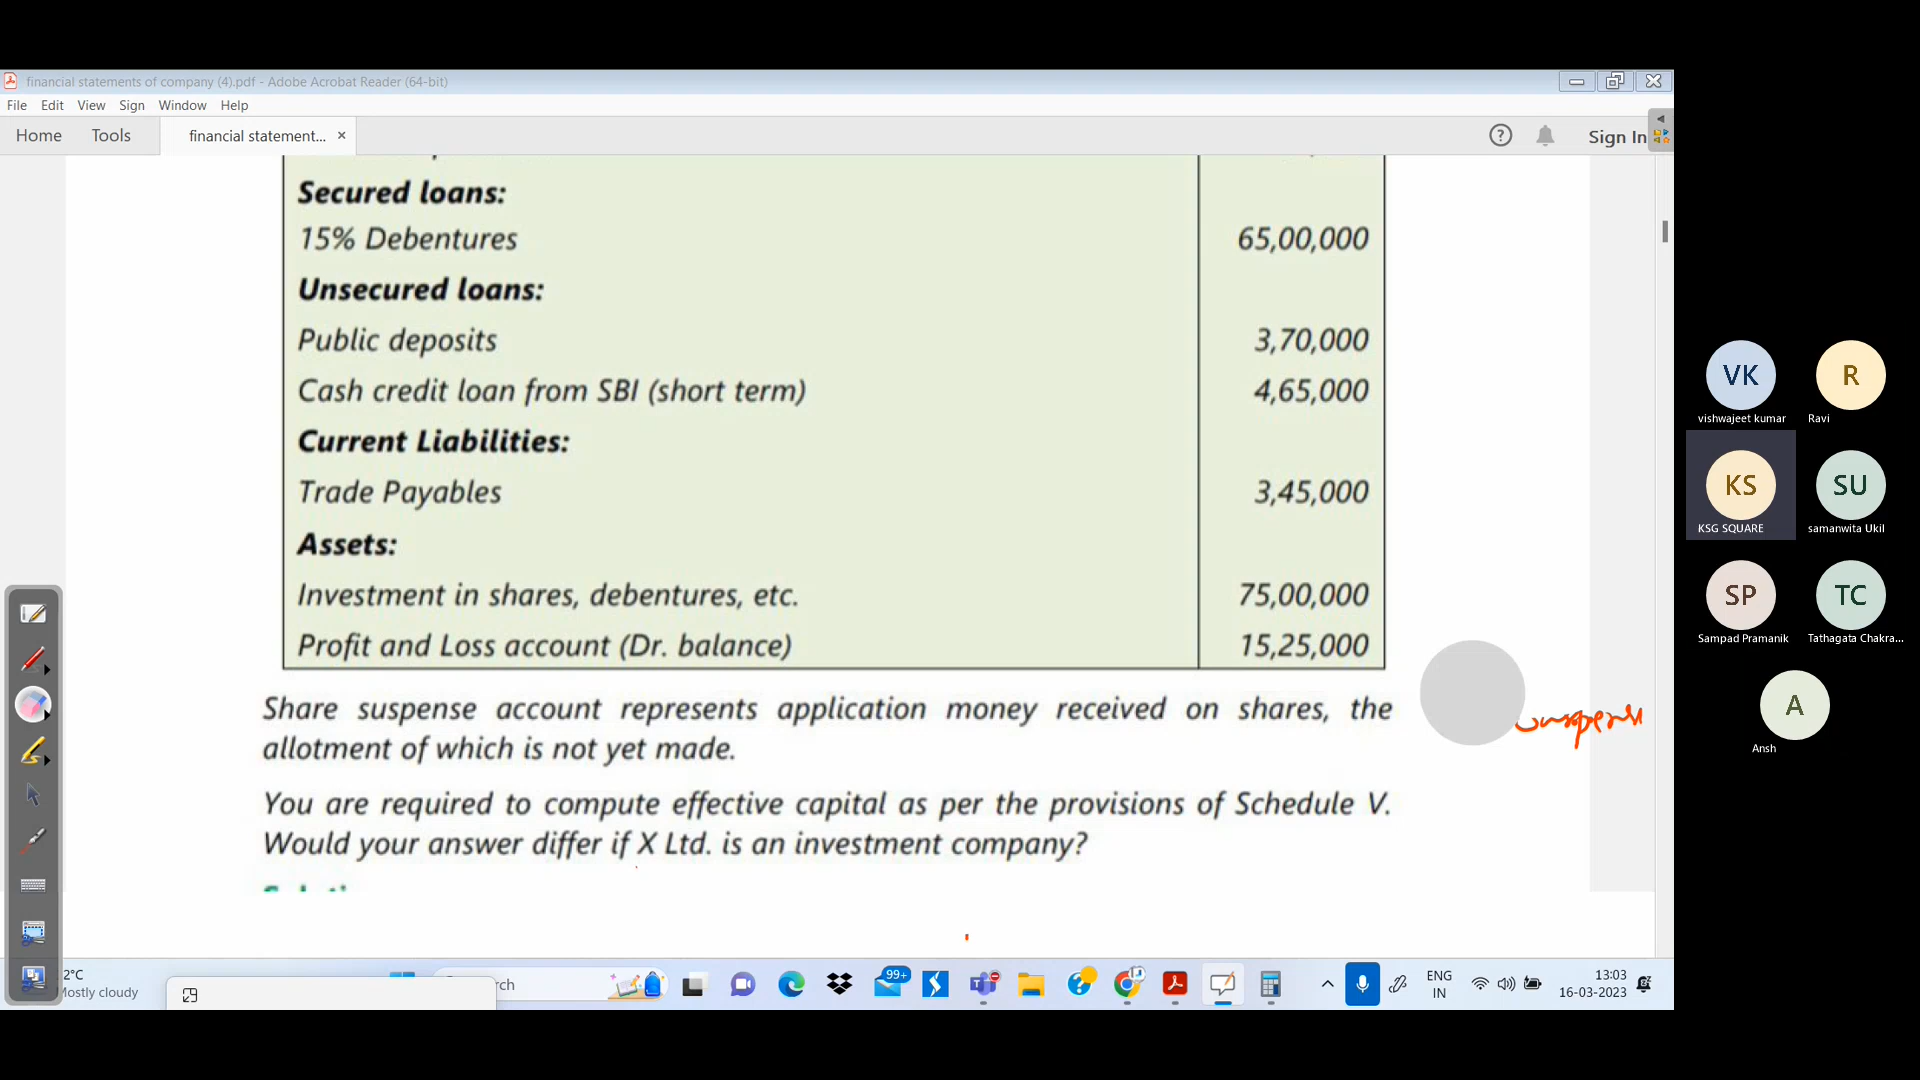 financial statements of company (4).pdf - Adobe Acrobat Reader (64-bit)
File Edit View Sign Window Help
Home Tools financial statement... × Sign In
Secured loans:
15% Debentures 65,00,000
Unsecured loans:
Public deposits 3,70,000
Cash credit loan from SBI (short term) 4,65,000
Current Liabilities:
Trade Payables 3,45,000
Assets:
Investment in shares, debentures, etc. 75,00,000
Profit and Loss account (Dr. balance) 15,25,000
Share suspense account represents application money received on shares, the
allotment of which is not yet made.
You are required to compute effective capital as per the provisions of Schedule V.
Would your answer differ if X Ltd. is an investment company?
VK
vishwajeet kumar
R
Ravi
KS
KSG SQUARE
SU
samanwita Ukil
SP
Sampad Pramanik
TC
Tathagata Chakra...
A
Ansh
2°C
Mostly cloudy
99+
ENG
IN
13:03
16-03-2023